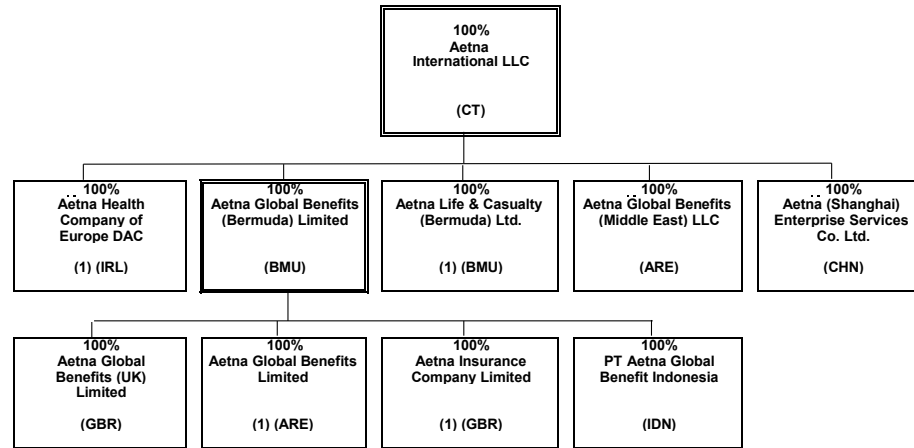 100%
Aetna
International LLC
(CT)
100%
Aetna Health
Company of
Europe DAC
(1) (IRL)
100%
Aetna Global Benefits
(Bermuda) Limited
(BMU)
100%
Aetna Life & Casualty
(Bermuda) Ltd.
(1) (BMU)
100%
Aetna Global Benefits
(Middle East) LLC
(ARE)
100%
Aetna (Shanghai)
Enterprise Services
Co. Ltd.
(CHN)
100%
Aetna Global
Benefits (UK)
Limited
(GBR)
100%
Aetna Global Benefits
Limited
(1) (ARE)
100%
Aetna Insurance
Company Limited
(1) (GBR)
100%
PT Aetna Global
Benefit Indonesia
(IDN)